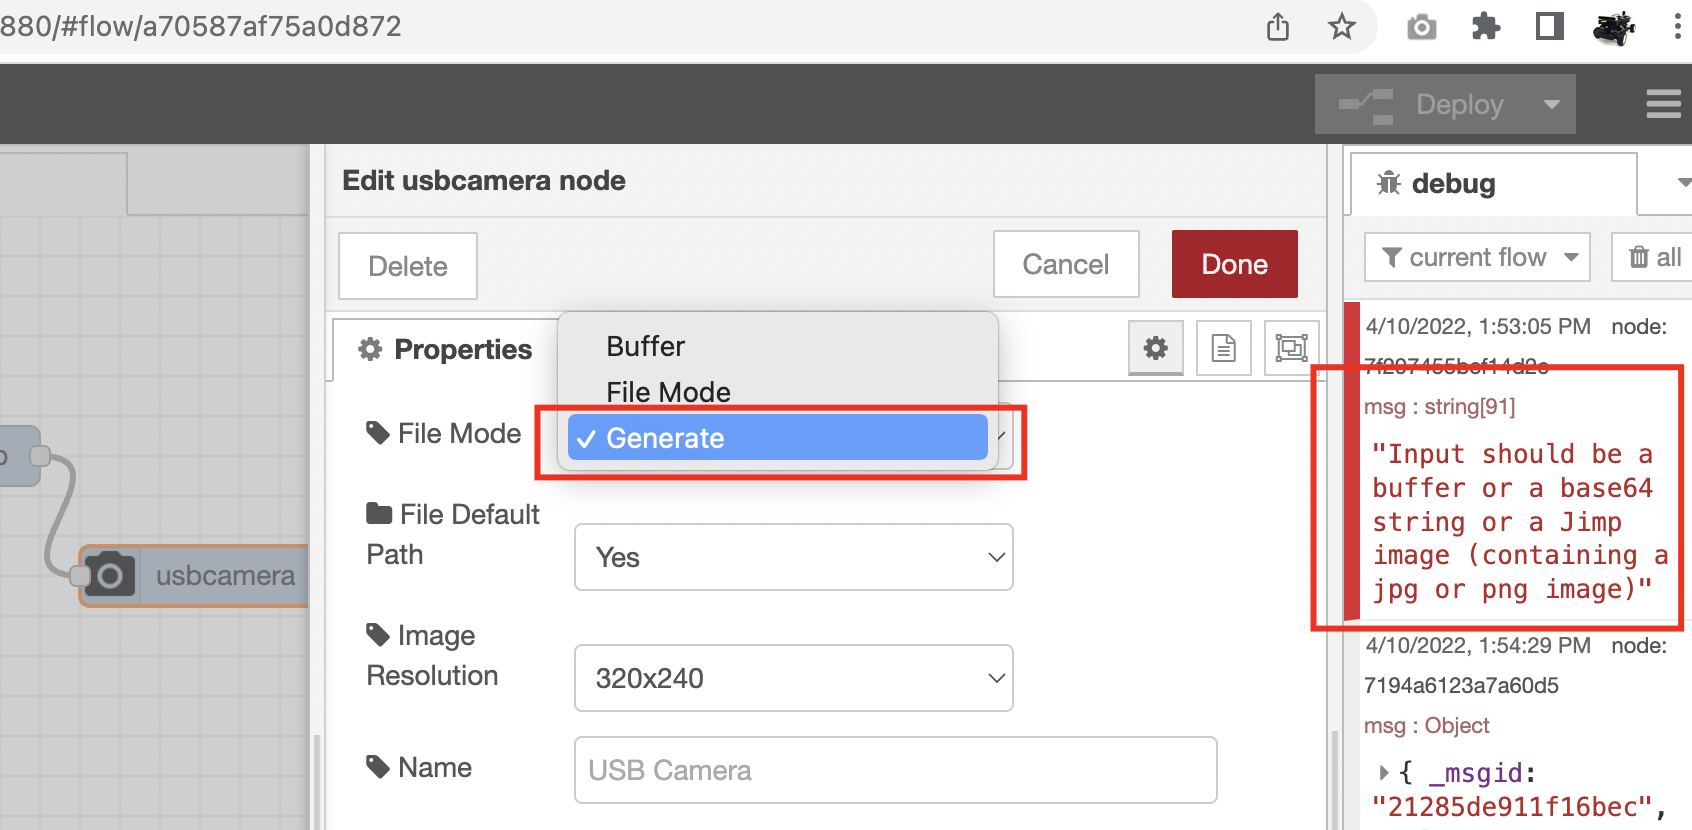 880/#flow/a70587af75a0d872
Deploy
Edit usbcamera node
Delete
Cancel
Done
Properties
Buffer
File Mode
✓ Generate
File Mode
File Default
Path
Yes
Image
Resolution
320x240
Name
USB Camera
usbcamera
debug
current flow
all
4/10/2022, 1:53:05 PM node:
msg : string[91]
"Input should be a
buffer or a base64
string or a Jimp
image (containing a
jpg or png image)"
4/10/2022, 1:54:29 PM node:
7194a6123a7a60d5
msg : Object
{ _msgid:
"21285de911f16bec",